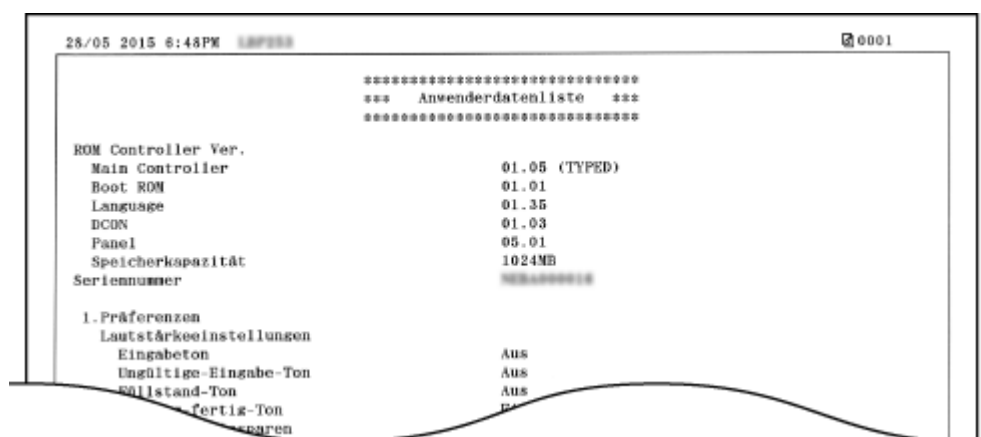 28/05 2015 6:48PM 0001
******************************
*** Anwenderdatenliste ***
******************************
ROM Controller Ver.
Main Controller 01.05 (TYPED)
Boot ROM 01.01
Language 01.35
DCON 01.03
Panel 05.01
Speicherkapazität 1024MB
Seriennummer
1.Präferenzen
Lautstärkeeinstellungen
Eingabeton Aus
Ungültige-Eingabe-Ton Aus
Füllstand-Ton Aus
fertig-Ton